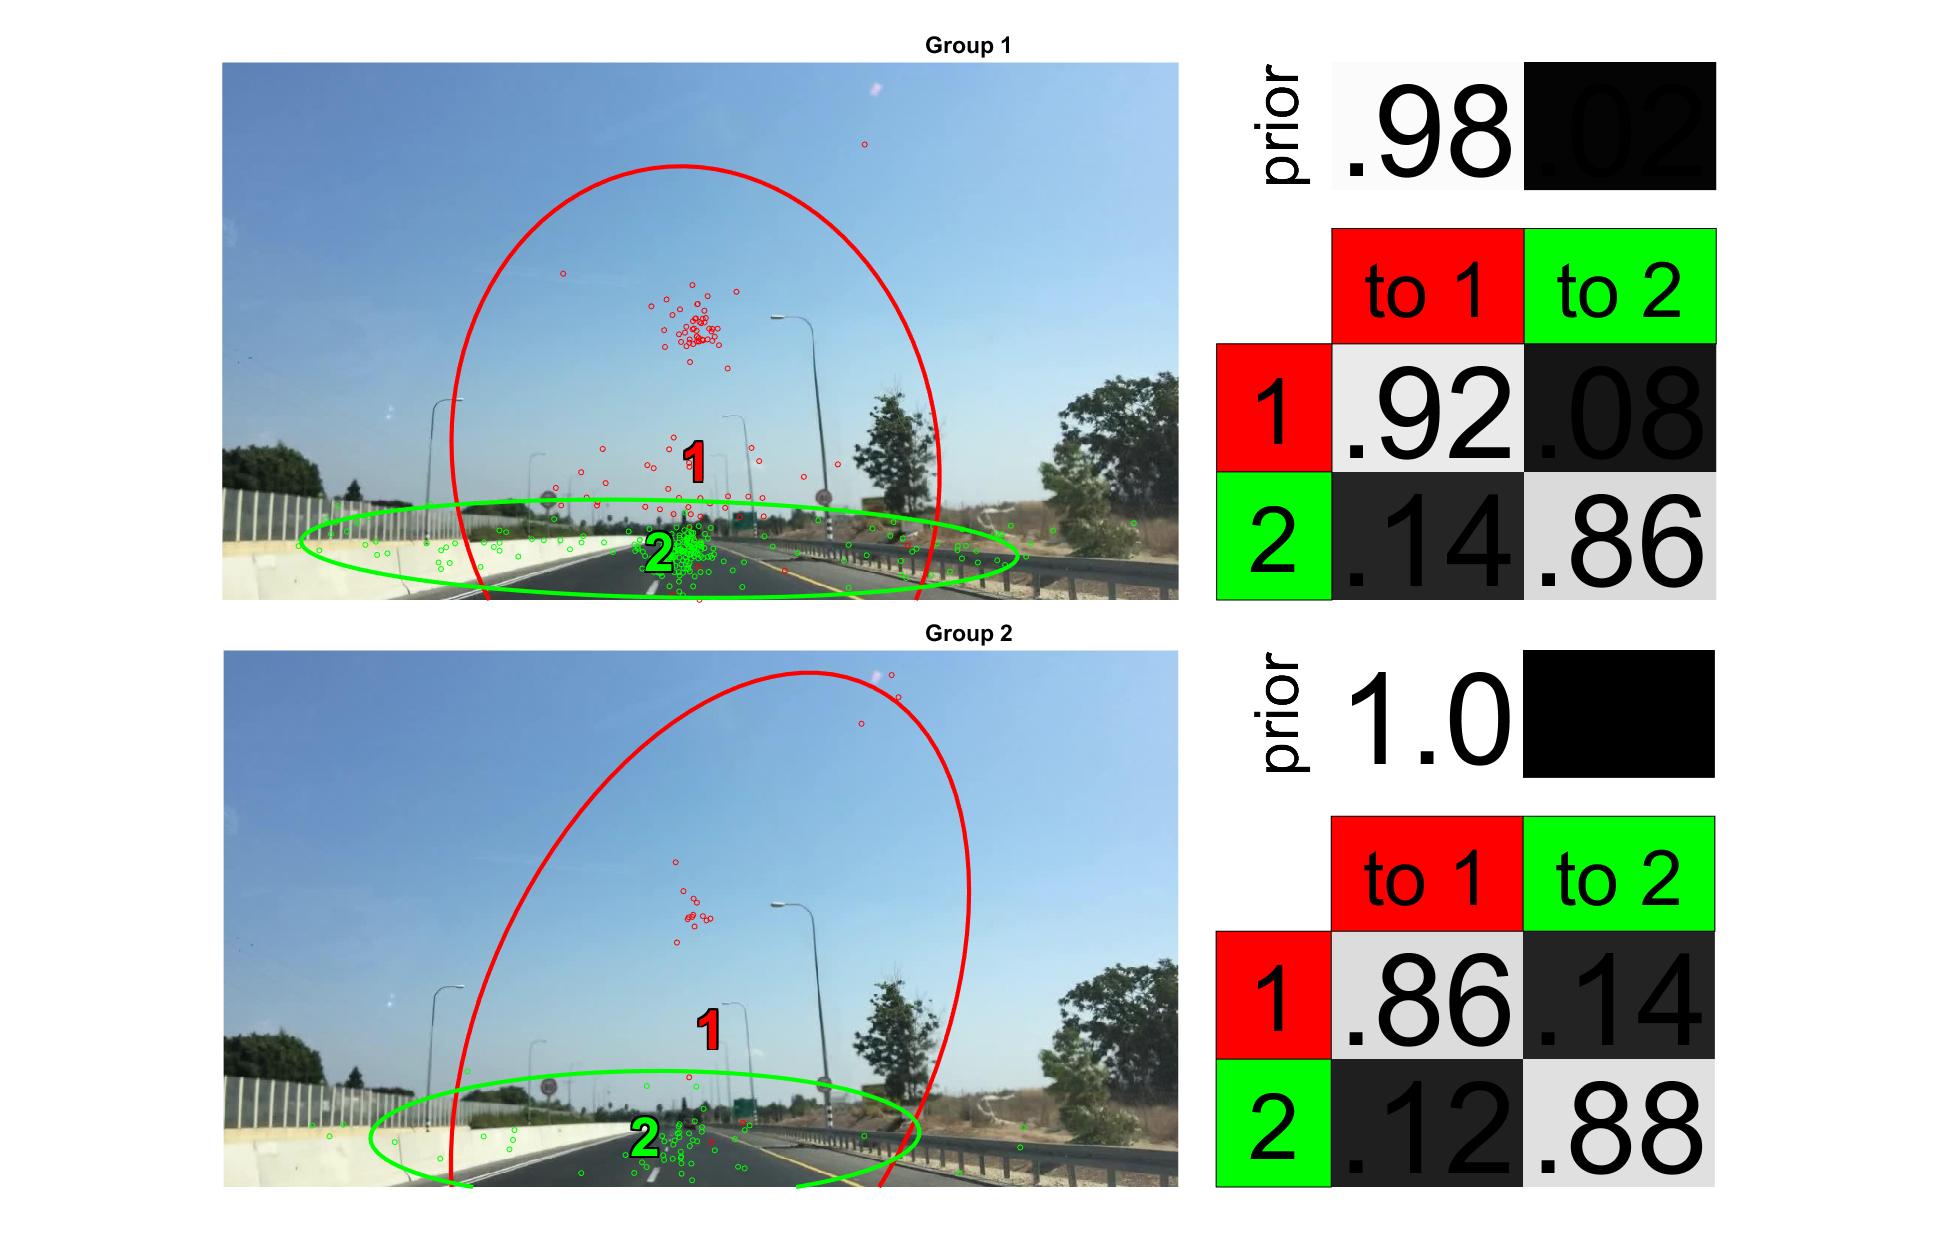 Group 1
prior .98 .02
to 1 to 2
1 .92 .08
2 .14 .86
1
2
Group 2
prior 1.0
to 1 to 2
1 .86 .14
2 .12 .88
1
2